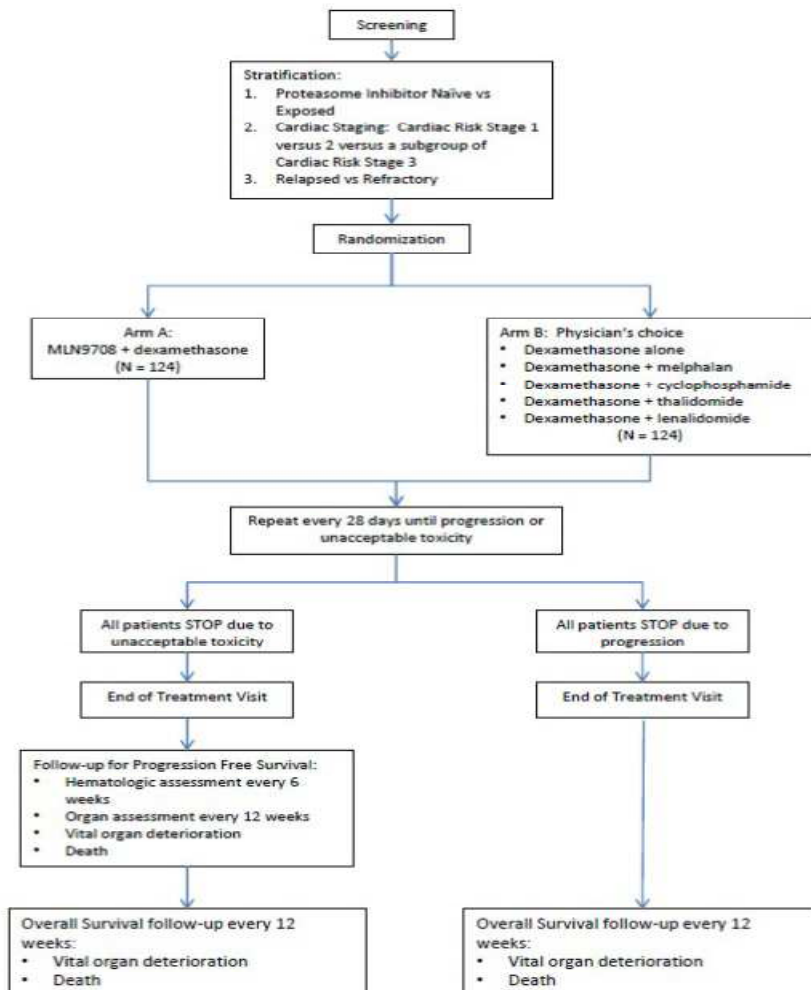 Screening
Stratification:
1. Proteasome Inhibitor Naïve vs
Exposed
2. Cardiac Staging: Cardiac Risk Stage 1
versus 2 versus a subgroup of
Cardiac Risk Stage 3
3. Relapsed vs Refractory
Randomization
Arm A:
MLN9708 + dexamethasone
(N = 124)
Arm B: Physician's choice
• Dexamethasone alone
• Dexamethasone + melphalan
• Dexamethasone + cyclophosphamide
• Dexamethasone + thalidomide
• Dexamethasone + lenalidomide
(N = 124)
Repeat every 28 days until progression or
unacceptable toxicity
All patients STOP due to
unacceptable toxicity
All patients STOP due to
progression
End of Treatment Visit
End of Treatment Visit
Follow-up for Progression Free Survival:
• Hematologic assessment every 6
weeks
• Organ assessment every 12 weeks
• Vital organ deterioration
• Death
Overall Survival follow-up every 12
weeks:
• Vital organ deterioration
• Death
Overall Survival follow-up every 12
weeks:
• Vital organ deterioration
• Death